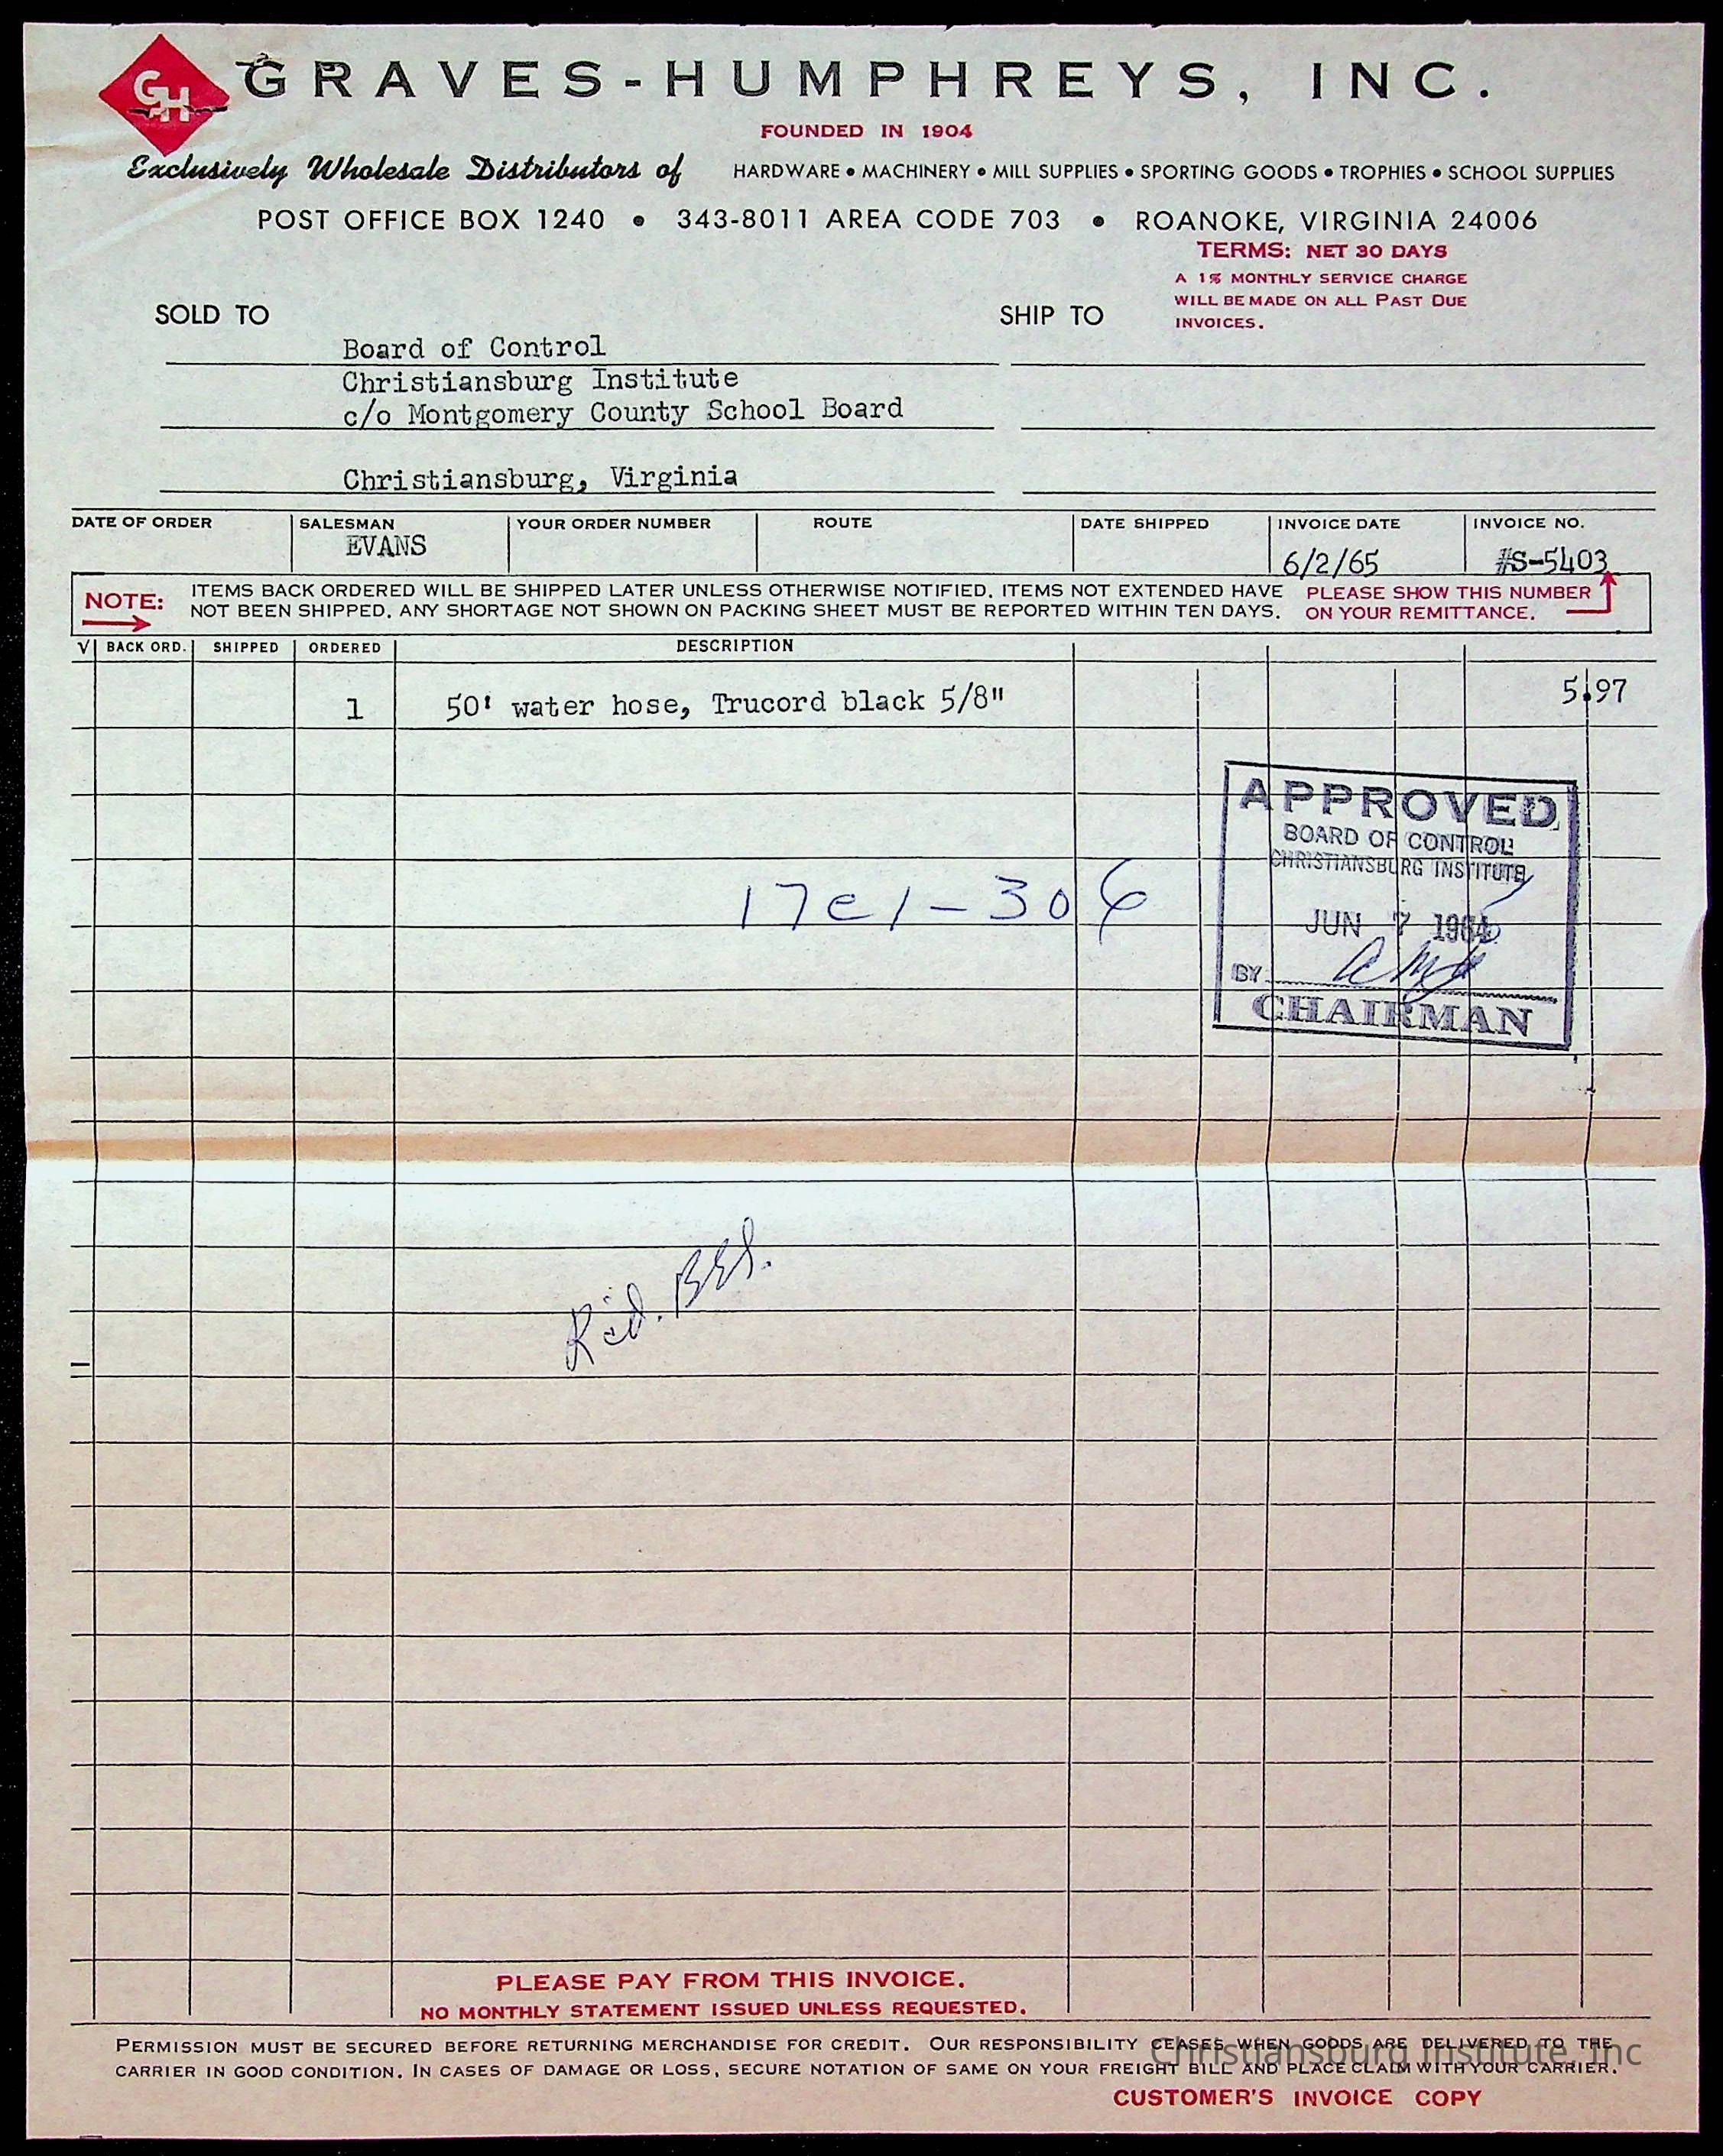 GH GRAVES-HUMPHREYS, INC.
FOUNDED IN 1904
Exclusively Wholesale Distributors of HARDWARE • MACHINERY • MILL SUPPLIES • SPORTING GOODS • TROPHIES • SCHOOL SUPPLIES
POST OFFICE BOX 1240 • 343-8011 AREA CODE 703 • ROANOKE, VIRGINIA 24006
TERMS: NET 30 DAYS
A 1% MONTHLY SERVICE CHARGE
WILL BE MADE ON ALL PAST DUE
INVOICES.
SOLD TO SHIP TO
Board of Control
Christiansburg Institute
c/o Montgomery County School Board
Christiansburg, Virginia
DATE OF ORDER SALESMAN YOUR ORDER NUMBER ROUTE DATE SHIPPED INVOICE DATE INVOICE NO.
EVANS 6/2/65 #S-5403
NOTE: ITEMS BACK ORDERED WILL BE SHIPPED LATER UNLESS OTHERWISE NOTIFIED. ITEMS NOT EXTENDED HAVE PLEASE SHOW THIS NUMBER
NOT BEEN SHIPPED. ANY SHORTAGE NOT SHOWN ON PACKING SHEET MUST BE REPORTED WITHIN TEN DAYS. ON YOUR REMITTANCE.
√ BACK ORD. SHIPPED ORDERED DESCRIPTION
1 50' water hose, Trucord black 5/8" 5.97
APPROVED
BOARD OF CONTROL
CHRISTIANSBURG INSTITUTE
17e1-306
JUN 7 196
BY
CHAIRMAN
Rcd.
PLEASE PAY FROM THIS INVOICE.
NO MONTHLY STATEMENT ISSUED UNLESS REQUESTED.
PERMISSION MUST BE SECURED BEFORE RETURNING MERCHANDISE FOR CREDIT. OUR RESPONSIBILITY CEASES WHEN GOODS ARE DELIVERED TO THE
CARRIER IN GOOD CONDITION. IN CASES OF DAMAGE OR LOSS, SECURE NOTATION OF SAME ON YOUR FREIGHT BILL AND PLACE CLAIM WITH YOUR CARRIER.
Christiansburg Institute, Inc
CUSTOMER'S INVOICE COPY